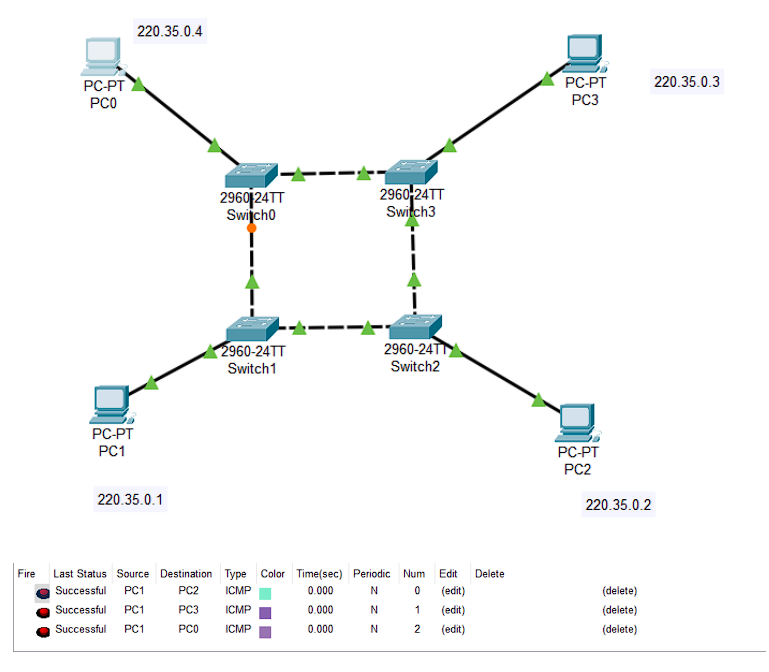 220.35.0.4
PC-PT
PC0
PC-PT
PC3
220.35.0.3
2960-24TT
Switch0
2960-24TT
Switch3
2960-24TT
Switch1
2960-24TT
Switch2
PC-PT
PC1
PC-PT
PC2
220.35.0.1
220.35.0.2
Fire Last Status Source Destination Type Color Time(sec) Periodic Num Edit Delete
Successful PC1 PC2 ICMP 0.000 N 0 (edit) (delete)
Successful PC1 PC3 ICMP 0.000 N 1 (edit) (delete)
Successful PC1 PC0 ICMP 0.000 N 2 (edit) (delete)